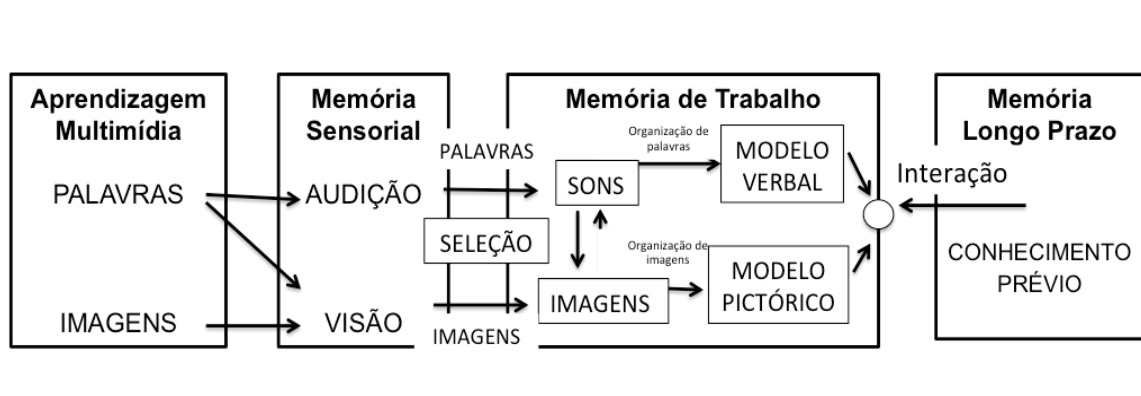 Aprendizagem
Multimídia
PALAVRAS
IMAGENS
Memória
Sensorial
AUDIÇÃO
VISÃO
PALAVRAS
SELEÇÃO
IMAGENS
Memória de Trabalho
SONS
Organização de
palavras
MODELO
VERBAL
IMAGENS
Organização de
imagens
MODELO
PICTÓRICO
Memória
Longo Prazo
Interação
CONHECIMENTO
PRÉVIO